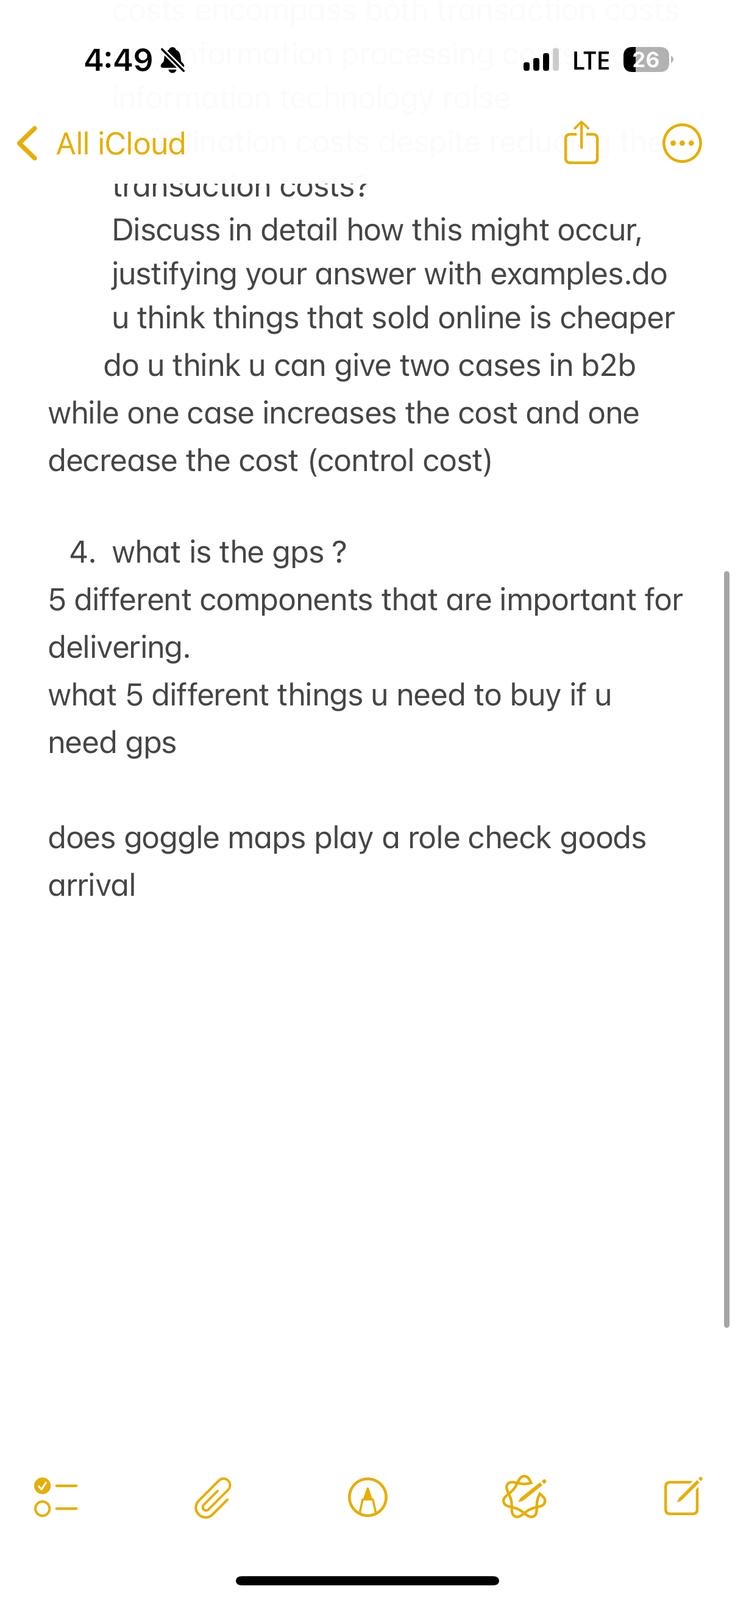 costs encompass both transaction costs
formation processing co
information technology raise
4:49 LTE 26
All iCloud
ination costs despite redu the
transaction costs?
Discuss in detail how this might occur,
justifying your answer with examples.do
u think things that sold online is cheaper
do u think u can give two cases in b2b
while one case increases the cost and one
decrease the cost (control cost)
4. what is the gps ?
5 different components that are important for
delivering.
what 5 different things u need to buy if u
need gps
does goggle maps play a role check goods
arrival